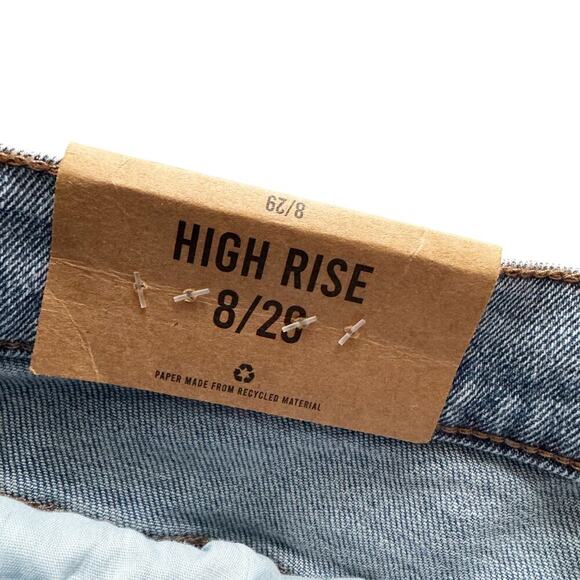 8/29
HIGH RISE
8/29
PAPER MADE FROM RECYCLED MATERIAL